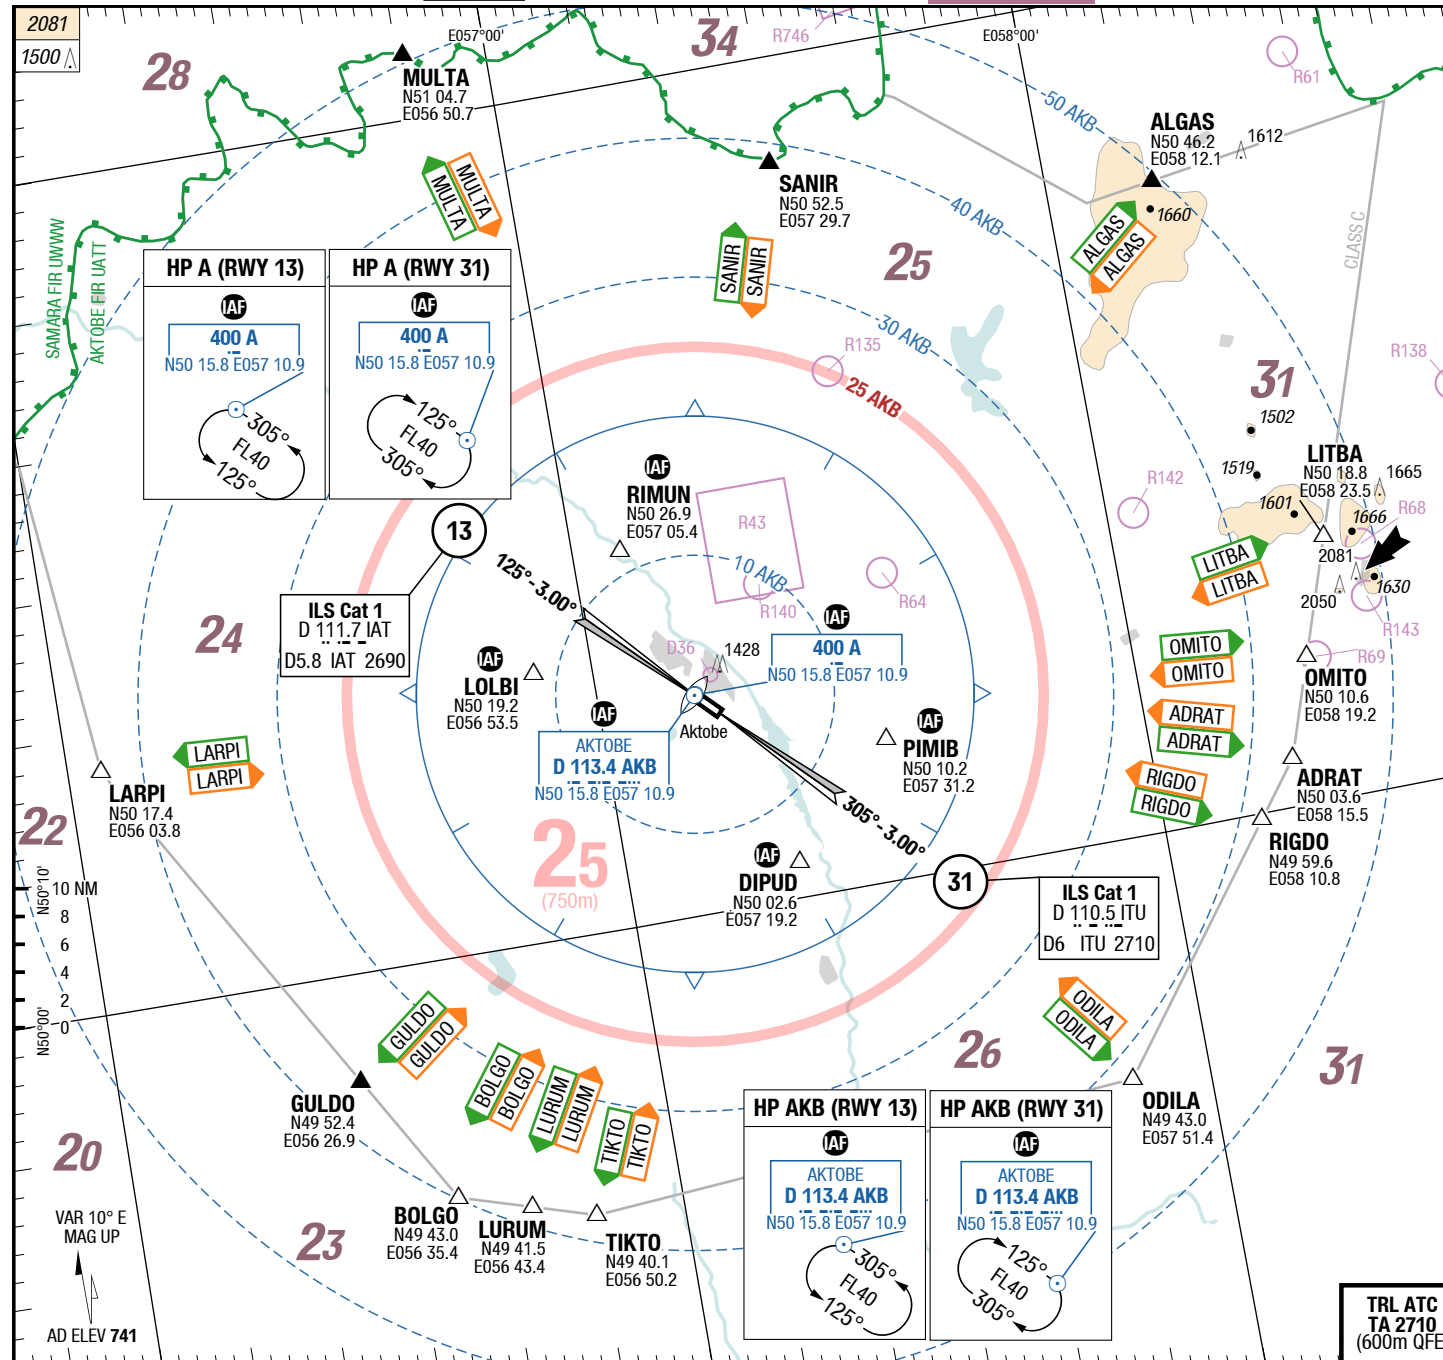 2081
1500
28
34
R746
E057°00'
E058°00'
R61
MULTA
N51 04.7
E056 50.7
50 AKB
ALGAS
N50 46.2
E058 12.1
1612
SANIR
N50 52.5
E057 29.7
MULTA
MULTA
40 AKB
1660
ALGAS
ALGAS
CLASS C
SAMARA FIR UWWW
AKTOBE FIR UATT
SANIR
SANIR
25
HP A (RWY 13)
IAF
400 A
N50 15.8 E057 10.9
305°
FL40
125°
HP A (RWY 31)
IAF
400 A
N50 15.8 E057 10.9
125°
FL40
305°
30 AKB
R135
25 AKB
R138
31
1502
LITBA
N50 18.8
E058 23.5
1519
1665
R142
1601
1666
R68
2081
1630
2050
R143
LITBA
LITBA
IAF
RIMUN
N50 26.9
E057 05.4
R43
13
125°- 3.00°
10 AKB
R140
R64
ILS Cat 1
D 111.7 IAT
D5.8 IAT 2690
24
IAF
400 A
N50 15.8 E057 10.9
D36
1428
OMITO
OMITO
R69
OMITO
N50 10.6
E058 19.2
IAF
LOLBI
N50 19.2
E056 53.5
IAF
AKTOBE
D 113.4 AKB
N50 15.8 E057 10.9
Aktobe
IAF
PIMIB
N50 10.2
E057 31.2
ADRAT
ADRAT
LARPI
LARPI
LARPI
N50 17.4
E056 03.8
RIGDO
RIGDO
ADRAT
N50 03.6
E058 15.5
22
25
(750m)
305°- 3.00°
RIGDO
N49 59.6
E058 10.8
IAF
DIPUD
N50 02.6
E057 19.2
31
ILS Cat 1
D 110.5 ITU
D6 ITU 2710
N50°10'
10 NM
8
6
4
2
0
N50°00'
GULDO
GULDO
ODILA
ODILA
26
31
BOLGO
BOLGO
LURUM
LURUM
TIKTO
TIKTO
GULDO
N49 52.4
E056 26.9
ODILA
N49 43.0
E057 51.4
20
HP AKB (RWY 13)
IAF
AKTOBE
D 113.4 AKB
N50 15.8 E057 10.9
305°
FL40
125°
HP AKB (RWY 31)
IAF
AKTOBE
D 113.4 AKB
N50 15.8 E057 10.9
125°
FL40
305°
VAR 10° E
MAG UP
AD ELEV 741
23
BOLGO
N49 43.0
E056 35.4
LURUM
N49 41.5
E056 43.4
TIKTO
N49 40.1
E056 50.2
TRL ATC
TA 2710
(600m QFE